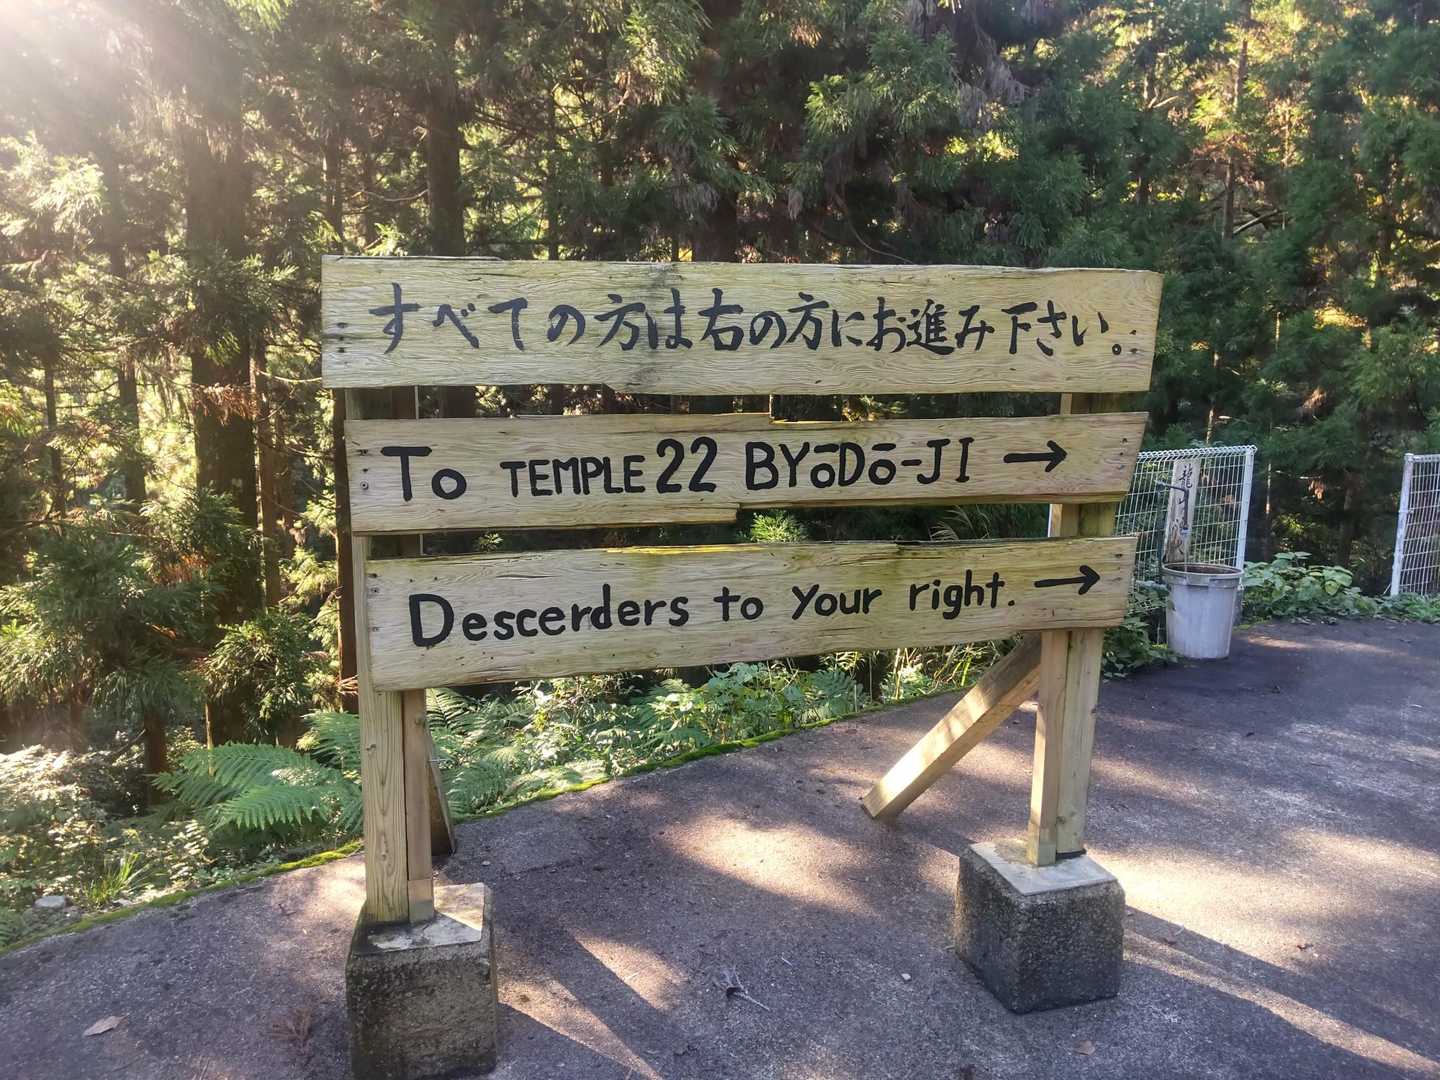 すべての方は右の方にお進み下さい。
To TEMPLE 22 BYŌDŌ-JI →
Descerders to Your right. →